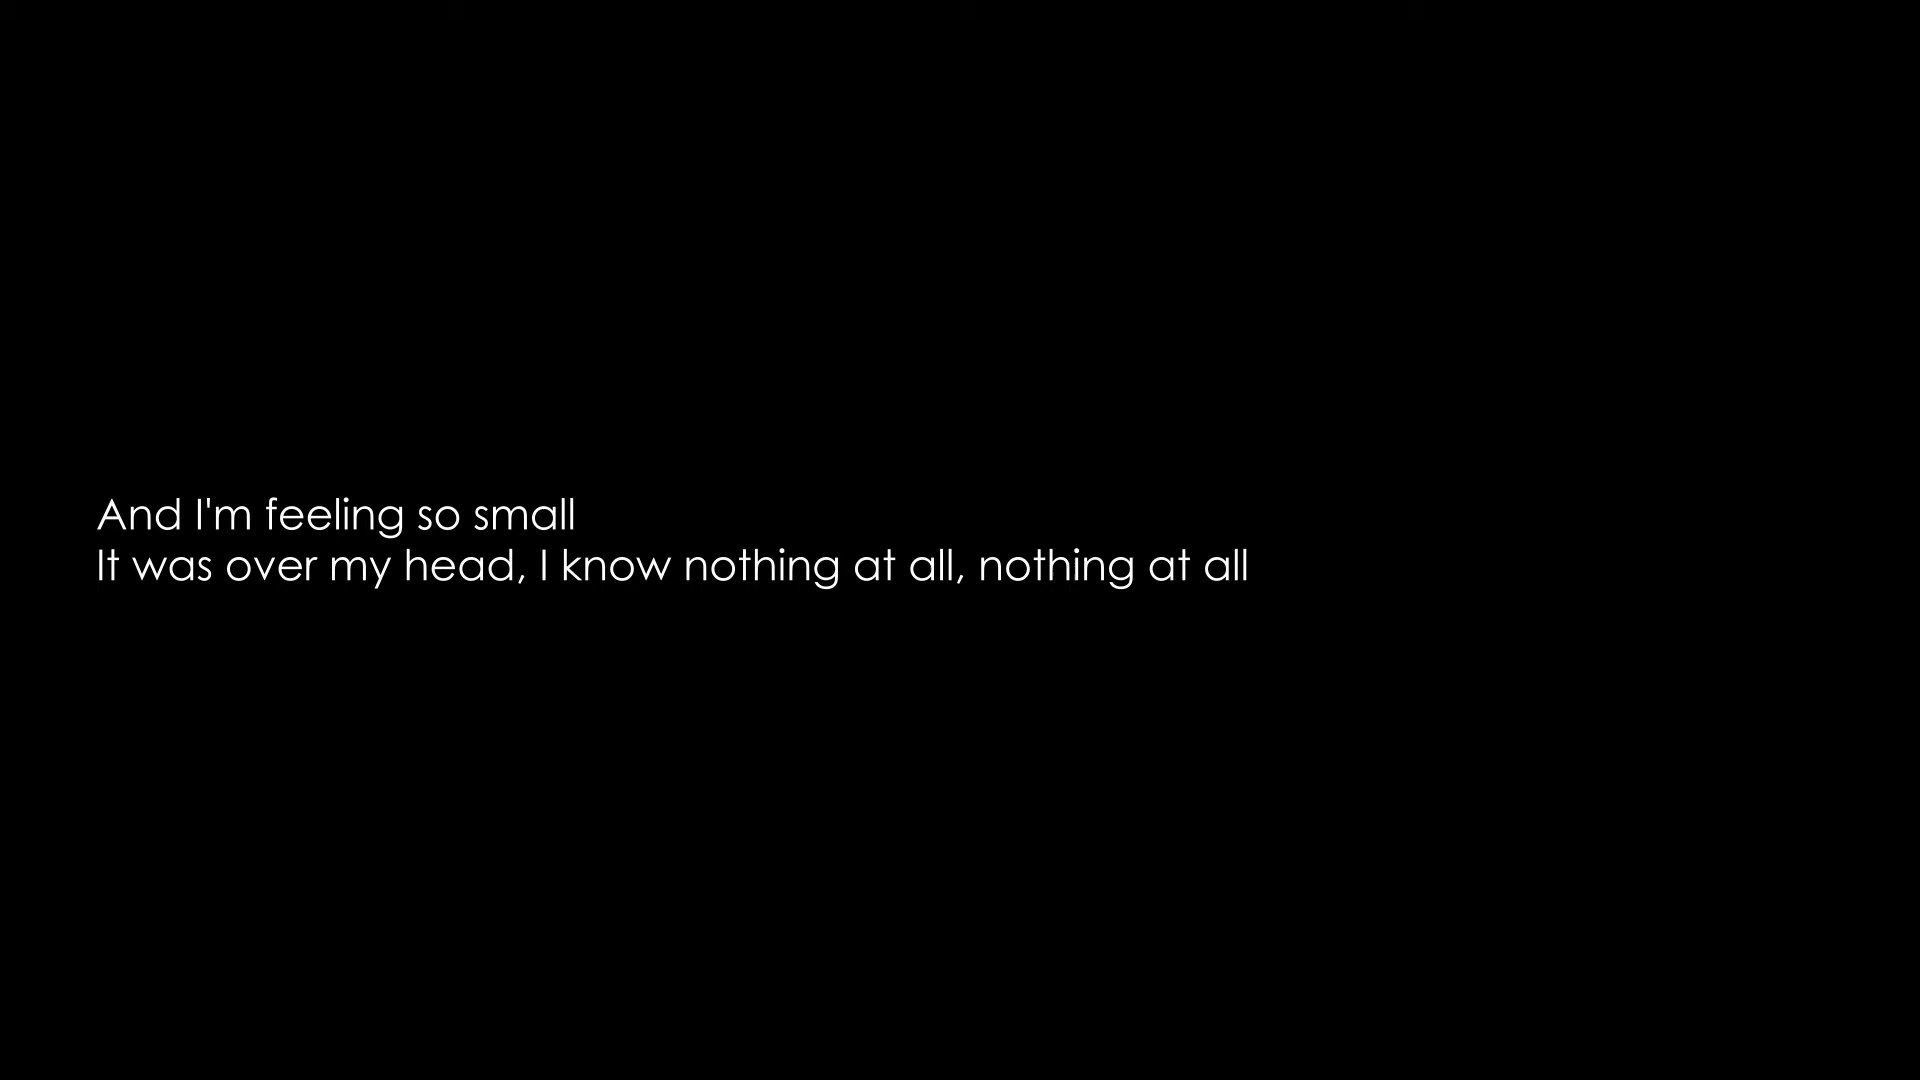 And I'm feeling so small
It was over my head, I know nothing at all, nothing at all